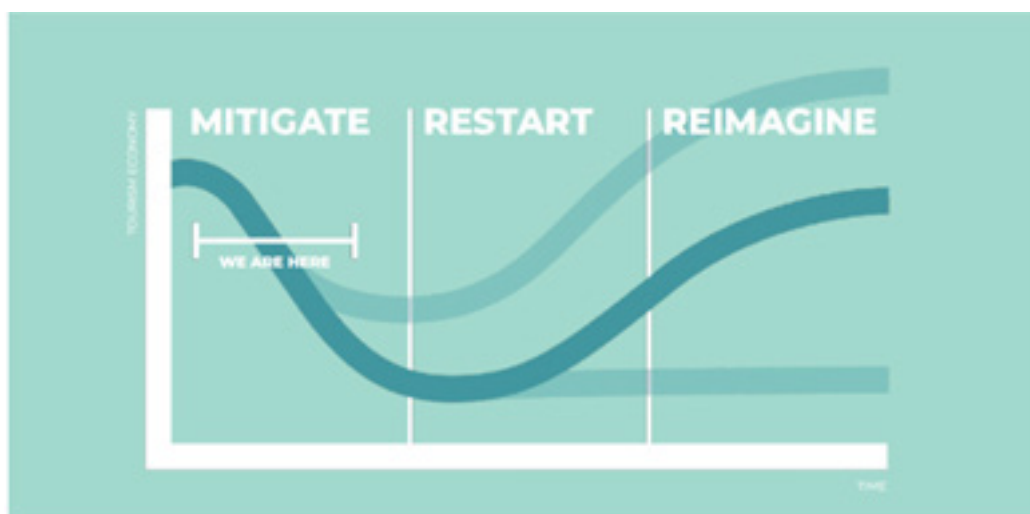 MITIGATE
RESTART
REIMAGINE
TOURISM ECONOMY
WE ARE HERE
TIME